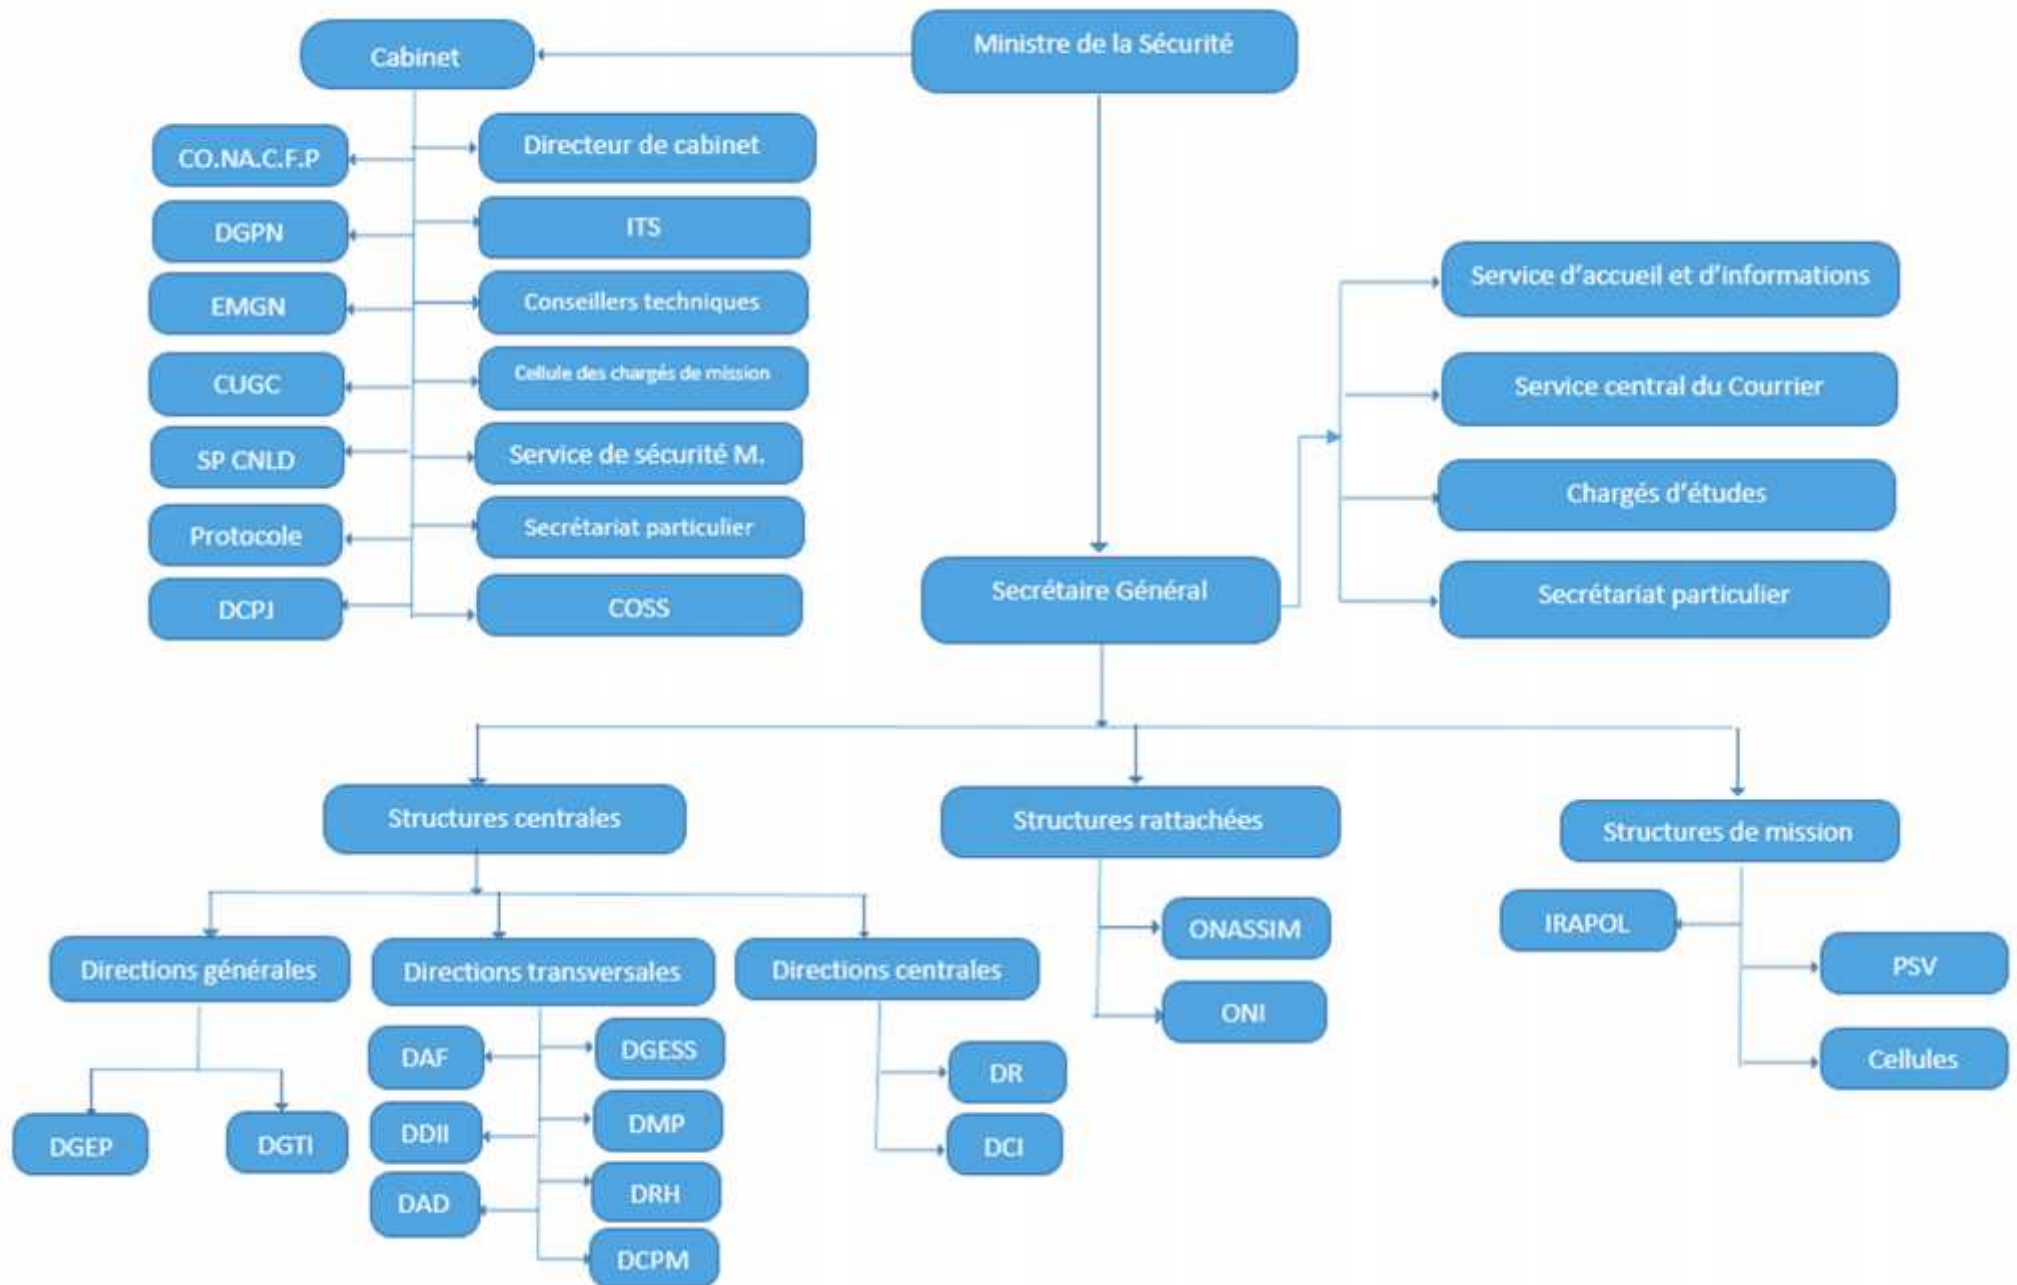 Ministre de la Sécurité
Cabinet
CO.NA.C.F.P
Directeur de cabinet
DGPN
ITS
EMGN
Conseillers techniques
CUGC
Cellule des chargés de mission
SP CNLD
Service de sécurité M.
Protocole
Secrétariat particulier
DCPJ
COSS
Service d'accueil et d'informations
Service central du Courrier
Chargés d'études
Secrétariat particulier
Secrétaire Général
Structures centrales
Structures rattachées
Structures de mission
Directions générales
Directions transversales
Directions centrales
DGEP
DGTI
DAF
DGESS
DDII
DMP
DAD
DRH
DCPM
DR
DCI
ONASSIM
ONI
IRAPOL
PSV
Cellules